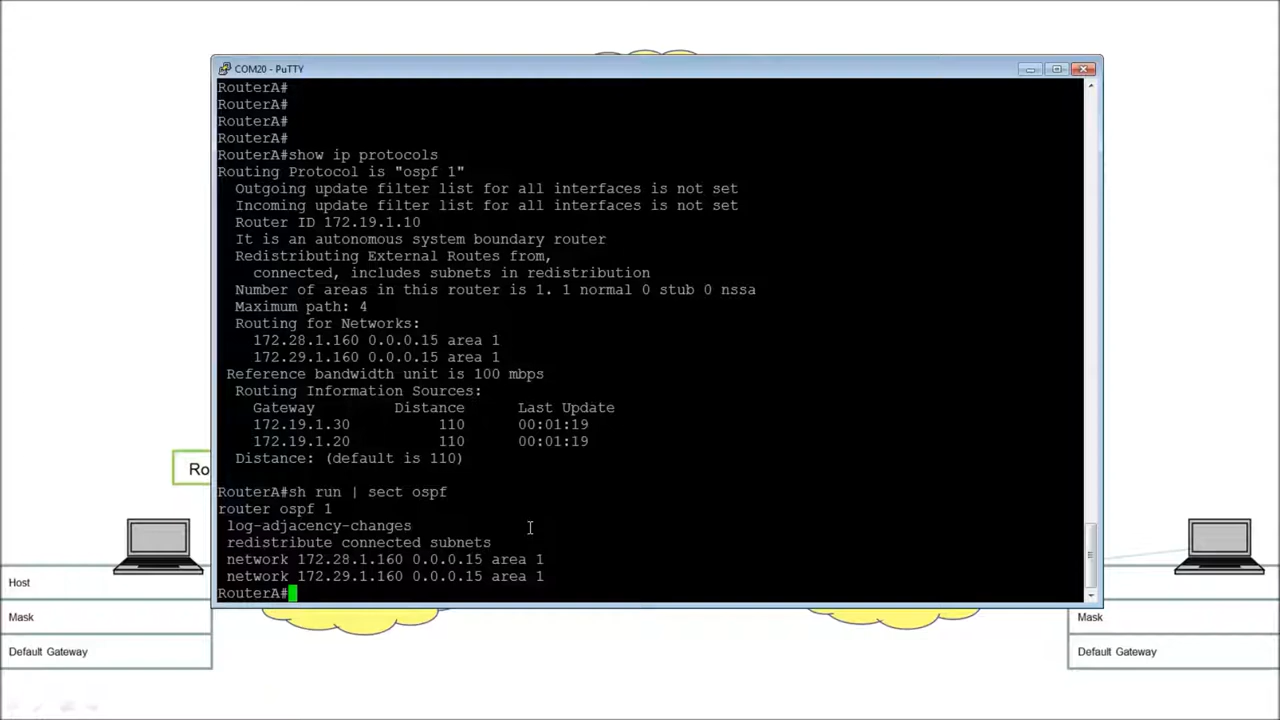 COM20 - PuTTY
RouterA#
RouterA#
RouterA#
RouterA#
RouterA#show ip protocols
Routing Protocol is "ospf 1"
Outgoing update filter list for all interfaces is not set
Incoming update filter list for all interfaces is not set
Router ID 172.19.1.10
It is an autonomous system boundary router
Redistributing External Routes from,
connected, includes subnets in redistribution
Number of areas in this router is 1. 1 normal 0 stub 0 nssa
Maximum path: 4
Routing for Networks:
172.28.1.160 0.0.0.15 area 1
172.29.1.160 0.0.0.15 area 1
Reference bandwidth unit is 100 mbps
Routing Information Sources:
Gateway Distance Last Update
172.19.1.30 110 00:01:19
172.19.1.20 110 00:01:19
Distance: (default is 110)
RouterA#sh run | sect ospf
router ospf 1
log-adjacency-changes
redistribute connected subnets
network 172.28.1.160 0.0.0.15 area 1
network 172.29.1.160 0.0.0.15 area 1
RouterA#
Ro
Host
Mask
Default Gateway
Mask
Default Gateway